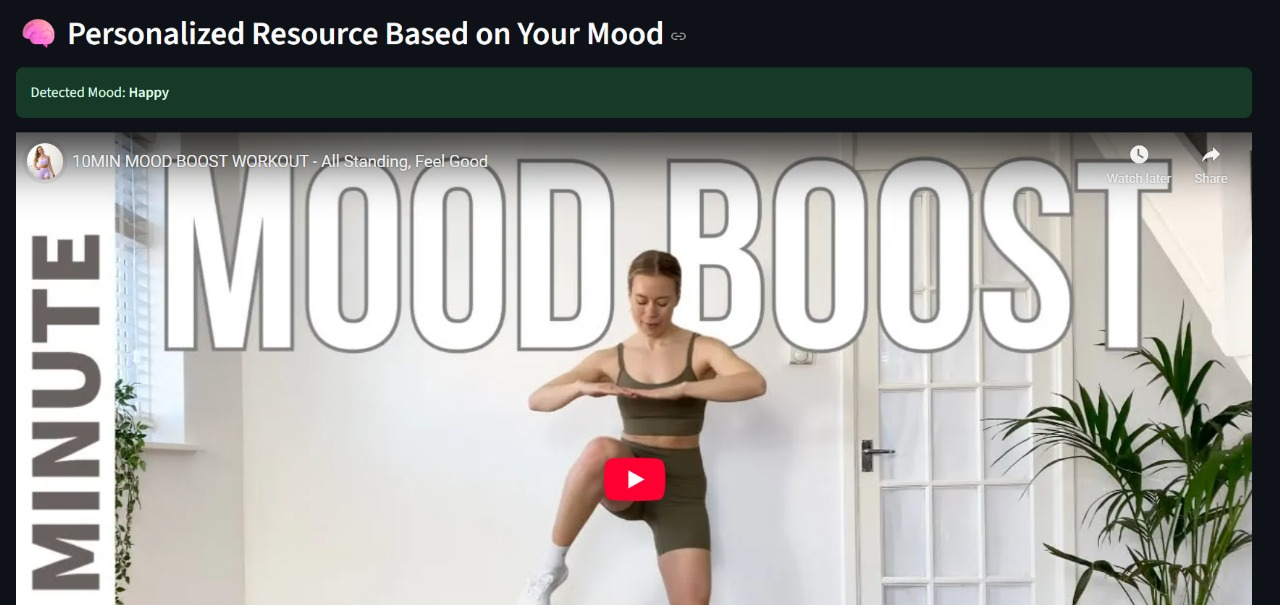 Personalized Resource Based on Your Mood
Detected Mood: Happy
10MIN MOOD BOOST WORKOUT - All Standing, Feel Good
Watch later
Share
MOOD BOOST
MINUTE